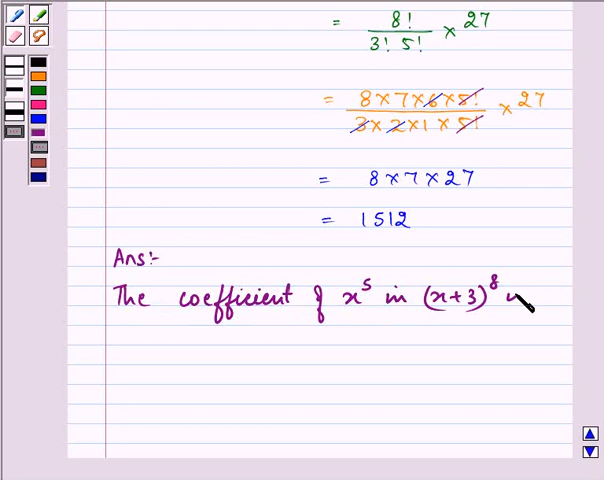 = 8! / 3! 5! × 27
= 8×7×6×5! / 3×2×1×5! × 27
= 8×7×27
= 1512
Ans:-
The coefficient of x⁵ in (x+3)⁸